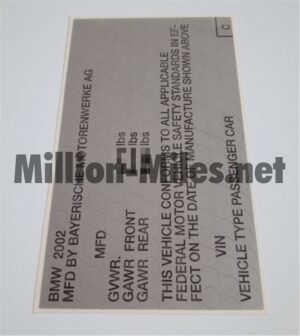 BMW 2002
MFD BY BAYERISCHE MOTORENWERKE AG
MFD
GVWR. lbs
GAWR FRONT lbs
GAWR REAR lbs
THIS VEHICLE CONFORMS TO ALL APPLICABLE
FEDERAL MOTOR VEHICLE SAFETY STANDARDS IN EF-
FECT ON THE DATE OF MANUFACTURE SHOWN ABOVE
VIN
VEHICLE TYPE PASSENGER CAR
C
Million-Miles.net